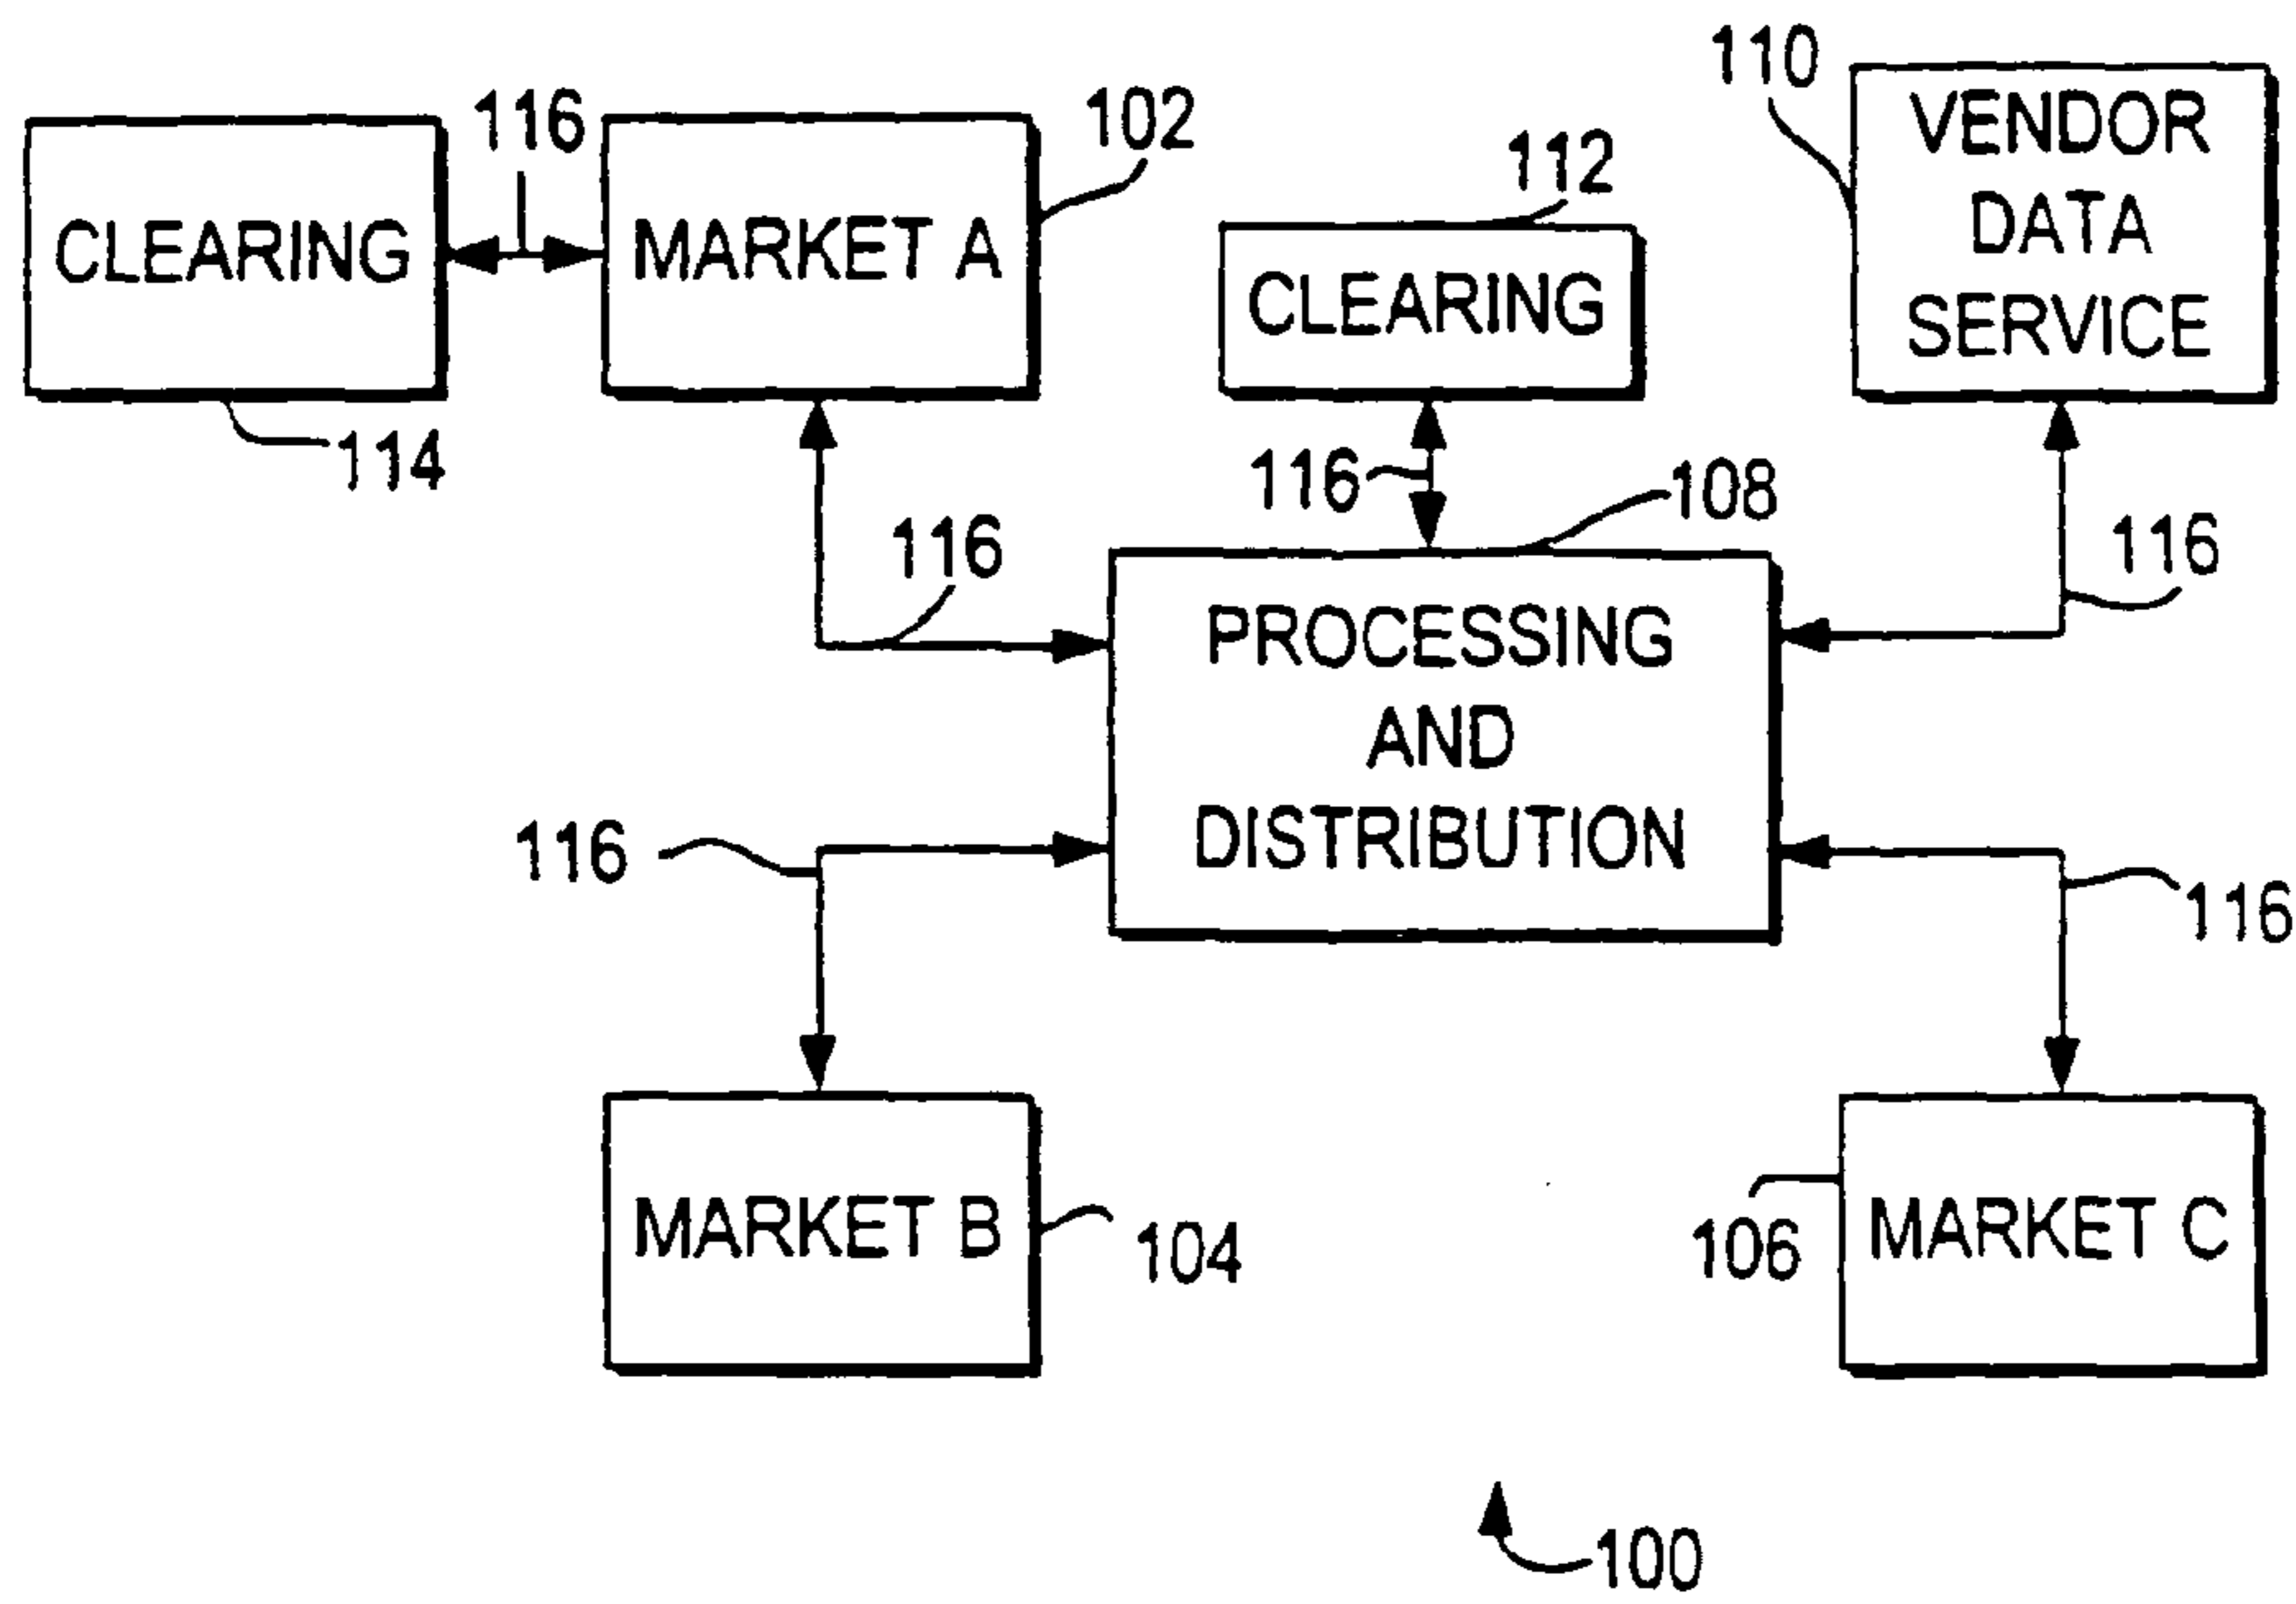 110
VENDOR
DATA
SERVICE
116
102
112
CLEARING
MARKET A
CLEARING
114
116
108
116
116
PROCESSING
AND
DISTRIBUTION
116
116
MARKET B
104
106
MARKET C
100